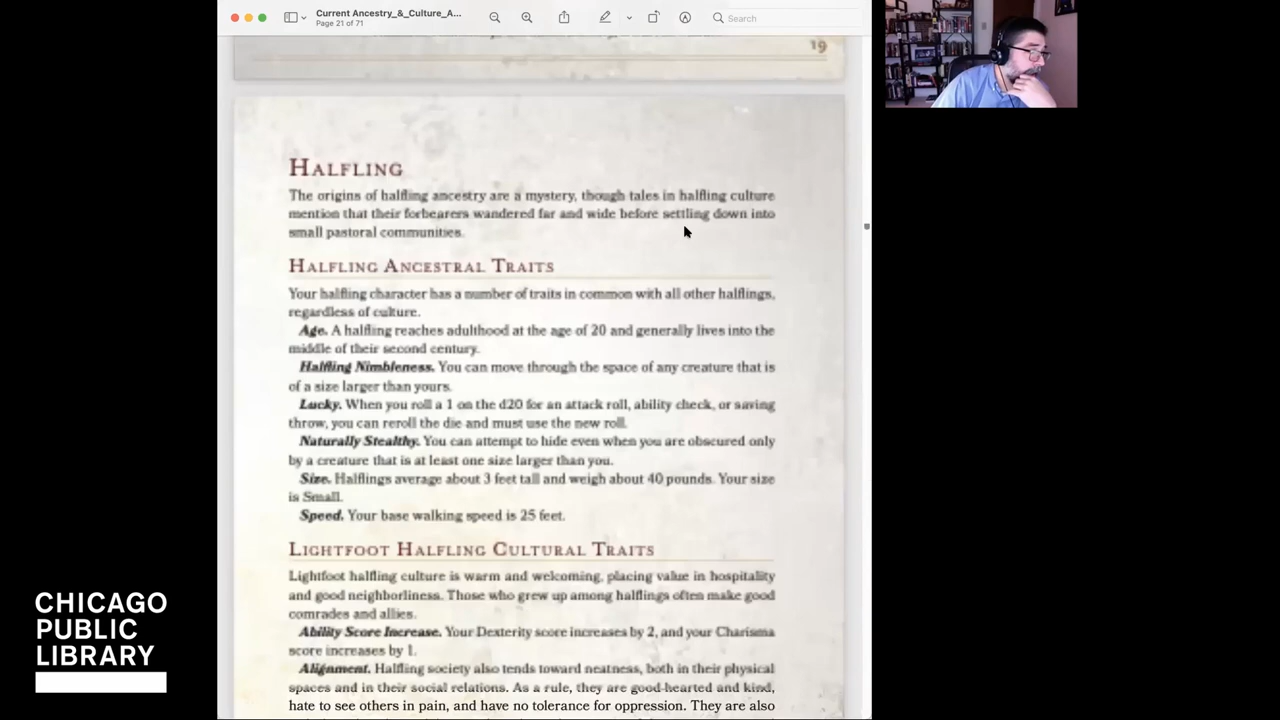 Current_Ancestry_&_Culture_A...
Page 21 of 71
Search
19
HALFLING
The origins of halfling ancestry are a mystery, though tales in halfling culture
mention that their forbearers wandered far and wide before settling down into
small pastoral communities.
HALFLING ANCESTRAL TRAITS
Your halfling character has a number of traits in common with all other halflings,
regardless of culture.
Age. A halfling reaches adulthood at the age of 20 and generally lives into the
middle of their second century.
Halfling Nimbleness. You can move through the space of any creature that is
of a size larger than yours.
Lucky. When you roll a 1 on the d20 for an attack roll, ability check, or saving
throw, you can reroll the die and must use the new roll.
Naturally Stealthy. You can attempt to hide even when you are obscured only
by a creature that is at least one size larger than you.
Size. Halflings average about 3 feet tall and weigh about 40 pounds. Your size
is Small.
Speed. Your base walking speed is 25 feet.
LIGHTFOOT HALFLING CULTURAL TRAITS
Lightfoot halfling culture is warm and welcoming, placing value in hospitality
and good neighborliness. Those who grew up among halflings often make good
comrades and allies.
Ability Score Increase. Your Dexterity score increases by 2, and your Charisma
score increases by 1.
Alignment. Halfling society also tends toward neatness, both in their physical
spaces and in their social relations. As a rule, they are good-hearted and kind,
hate to see others in pain, and have no tolerance for oppression. They are also
CHICAGO
PUBLIC
LIBRARY